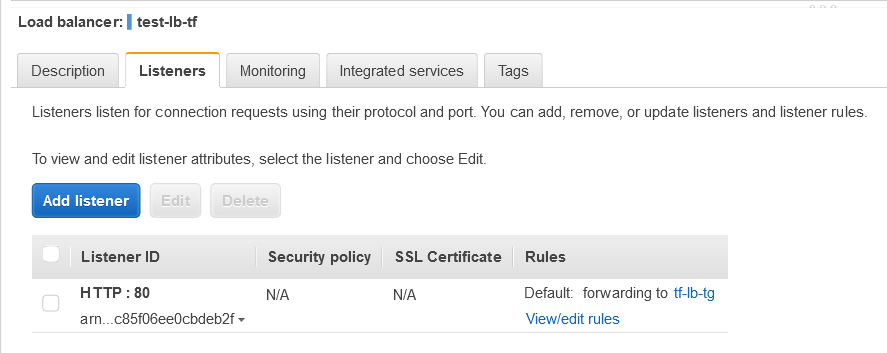 Load balancer: test-lb-tf
Description Listeners Monitoring Integrated services Tags
Listeners listen for connection requests using their protocol and port. You can add, remove, or update listeners and listener rules.
To view and edit listener attributes, select the listener and choose Edit.
Add listener Edit Delete
Listener ID Security policy SSL Certificate Rules
HTTP : 80 N/A N/A Default: forwarding to tf-lb-tg
arn...c85f06ee0cbdeb2f View/edit rules